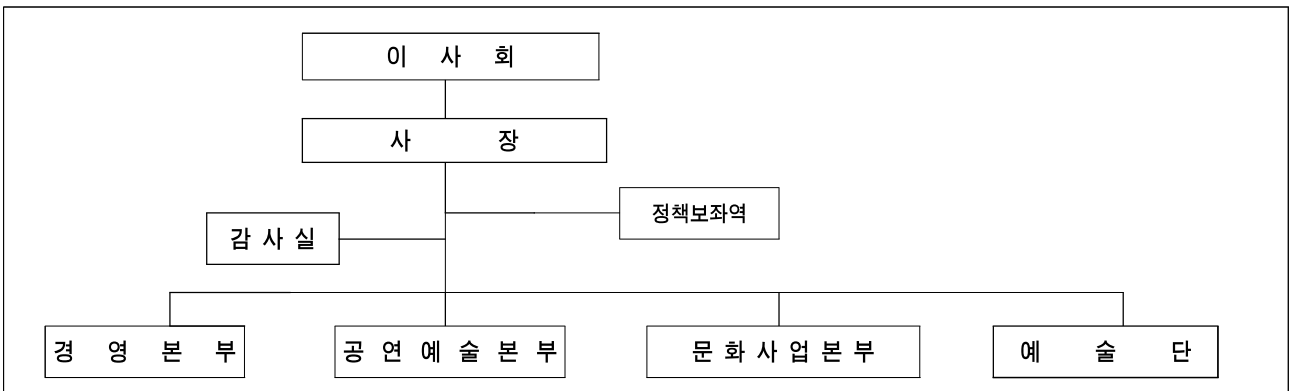 이 사 회
사 장
정책보좌역
감 사 실
경 영 본 부
공 연 예 술 본 부
문 화 사 업 본 부
예 술 단